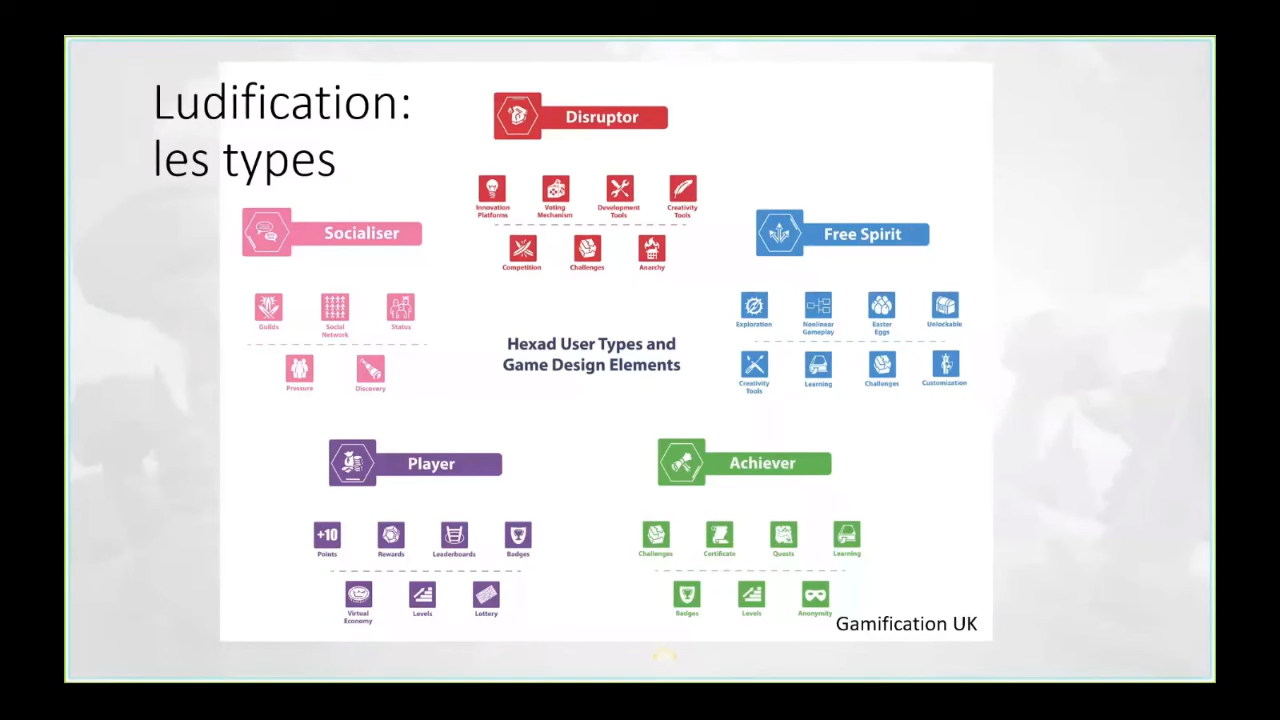 Ludification:
les types
Disruptor
Innovation
Platforms
Voting
Mechanism
Development
Tools
Creativity
Tools
Competition
Challenges
Anarchy
Socialiser
Guilds
Social
Network
Status
Pressure
Discovery
Free Spirit
Exploration
Nonlinear
Gameplay
Easter
Eggs
Unlockable
Creativity
Tools
Learning
Challenges
Customization
Hexad User Types and
Game Design Elements
Player
+10
Points
Rewards
Leaderboards
Badges
Virtual
Economy
Levels
Lottery
Achiever
Challenges
Certificate
Quests
Learning
Badges
Levels
Anonymity
Gamification UK